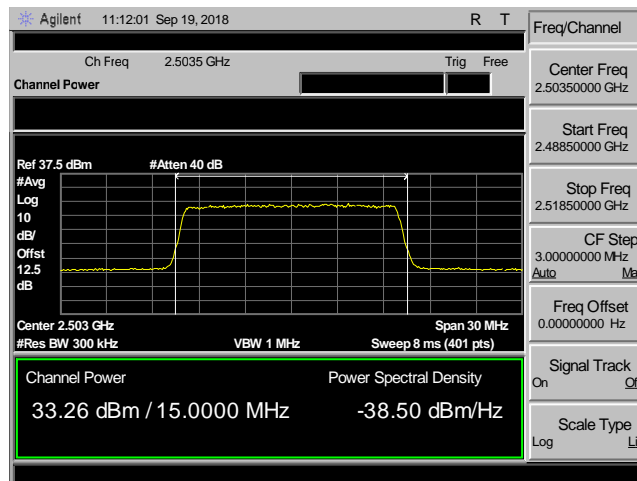 Agilent 11:12:01 Sep 19, 2018 R T
Freq/Channel
Ch Freq 2.5035 GHz Trig Free
Channel Power
Center Freq
2.50350000 GHz
Start Freq
2.48850000 GHz
Stop Freq
2.51850000 GHz
CF Step
3.00000000 MHz
Auto Ma
Freq Offset
0.00000000 Hz
Signal Track
On Of
Scale Type
Log Li
Ref 37.5 dBm #Atten 40 dB
#Avg
Log
10
dB/
Offst
12.5
dB
Center 2.503 GHz Span 30 MHz
#Res BW 300 kHz VBW 1 MHz Sweep 8 ms (401 pts)
Channel Power Power Spectral Density
33.26 dBm / 15.0000 MHz -38.50 dBm/Hz